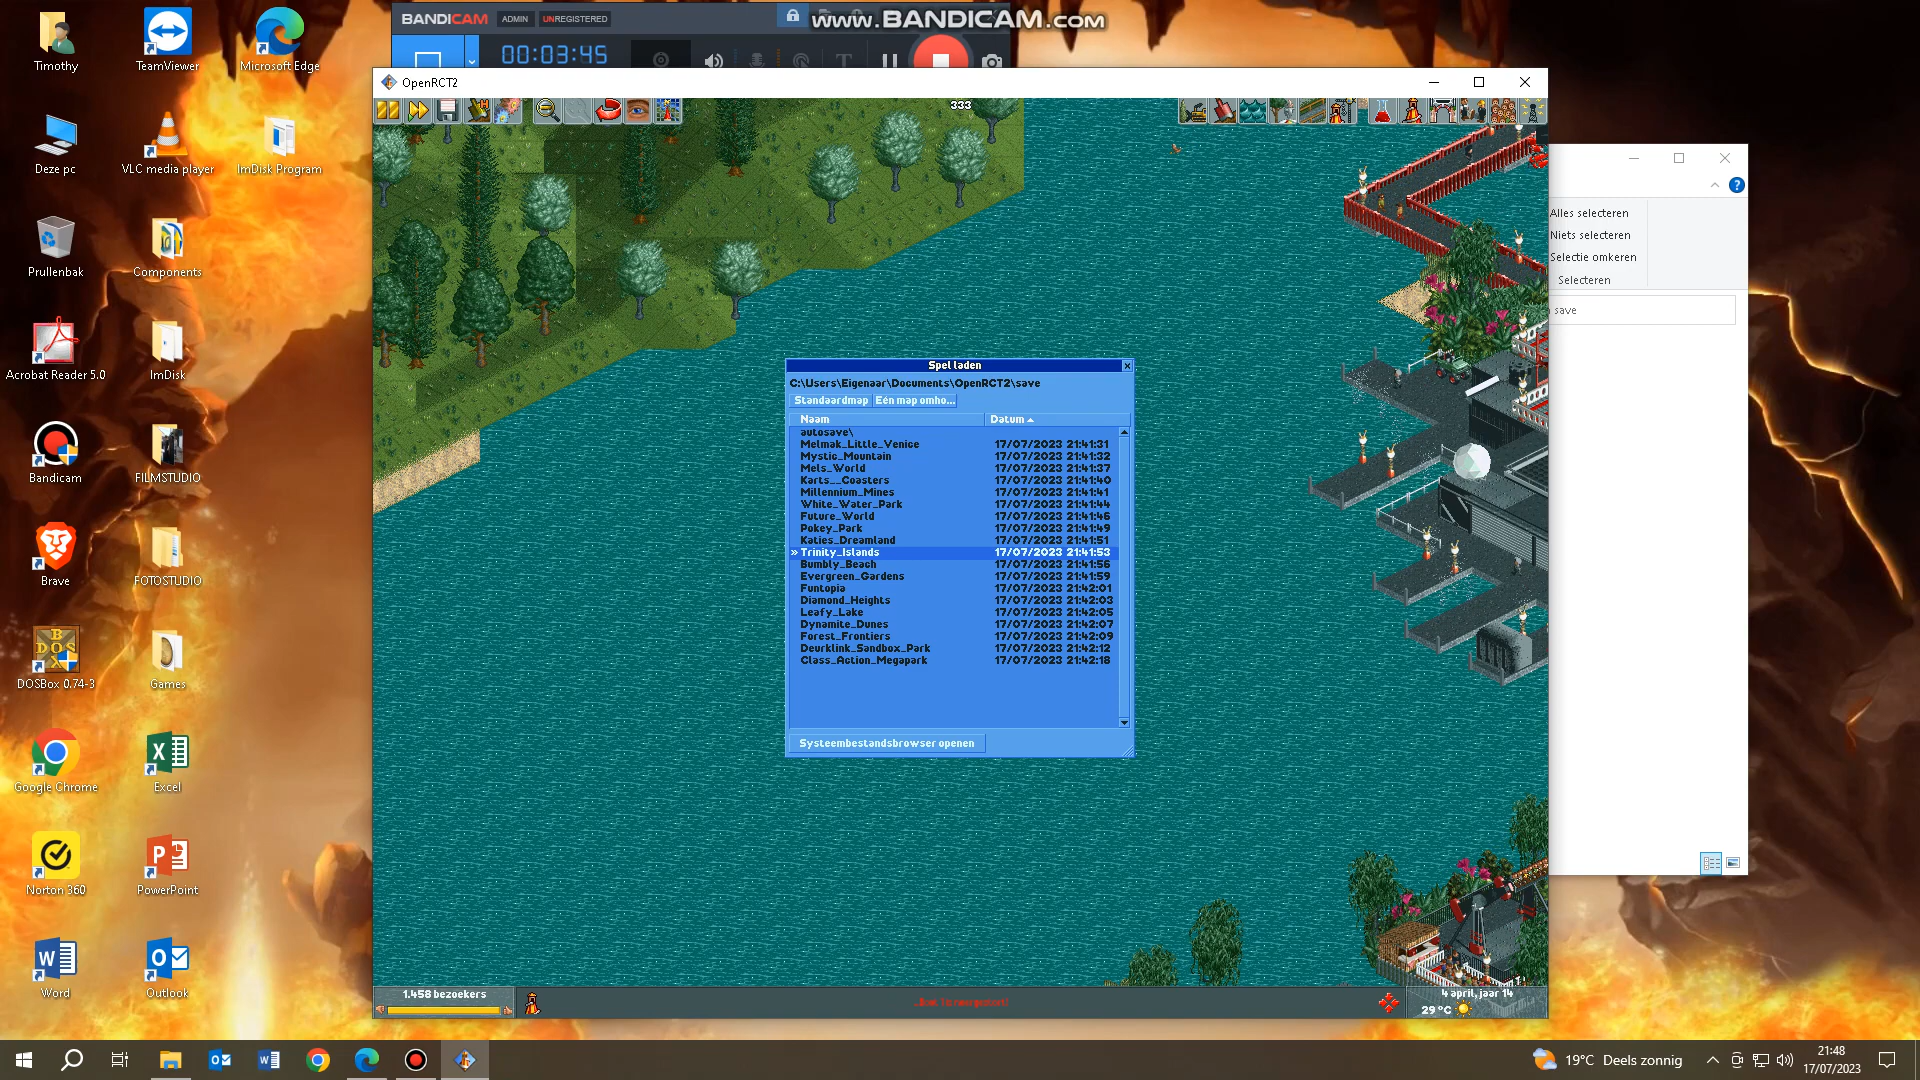 BANDICAM ADMIN UNREGISTERED
www.BANDICAM.com
00:03:45
OpenRCT2
333
Timothy
TeamViewer
Microsoft Edge
Deze pc
VLC media player
ImDisk Program
Prullenbak
Components
Acrobat Reader 5.0
ImDisk
Bandicam
FILMSTUDIO
Brave
FOTOSTUDIO
DOSBox 0.74-3
Games
Google Chrome
Excel
Norton 360
PowerPoint
Word
Outlook
Alles selecteren
Niets selecteren
Selectie omkeren
Selecteren
save
Spel laden
C:\Users\Eigenaar\Documents\OpenRCT2\save
Standaardmap
Eén map omho...
Naam
Datum
autosave\
Melmak_Little_Venice 17/07/2023 21:41:31
Mystic_Mountain 17/07/2023 21:41:32
Mels_World 17/07/2023 21:41:37
Karts__Coasters 17/07/2023 21:41:40
Millennium_Mines 17/07/2023 21:41:41
White_Water_Park 17/07/2023 21:41:44
Future_World 17/07/2023 21:41:46
Pokey_Park 17/07/2023 21:41:49
Katies_Dreamland 17/07/2023 21:41:51
» Trinity_Islands 17/07/2023 21:41:53
Bumbly_Beach 17/07/2023 21:41:56
Evergreen_Gardens 17/07/2023 21:41:59
Funtopia 17/07/2023 21:42:01
Diamond_Heights 17/07/2023 21:42:03
Leafy_Lake 17/07/2023 21:42:05
Dynamite_Dunes 17/07/2023 21:42:07
Forest_Frontiers 17/07/2023 21:42:09
Deurklink_Sandbox_Park 17/07/2023 21:42:12
Class_Action_Megapark 17/07/2023 21:42:18
Systeembestandsbrowser openen
1.458 bezoekers
4 april, jaar 14
29 °C
19°C Deels zonnig
21:48
17/07/2023